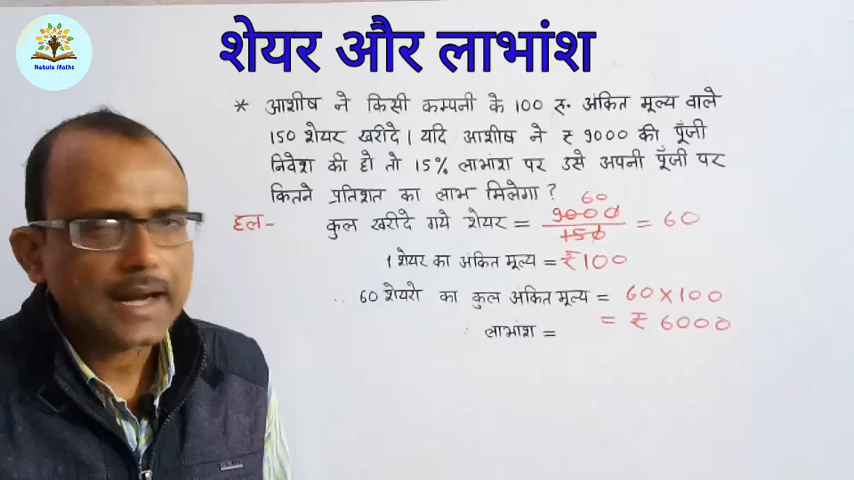 Nebula Maths
शेयर और लाभांश
* आशीष ने किसी कम्पनी के 100 रु. अंकित मूल्य वाले
150 शेयर खरीदे। यदि आशीष ने ₹ 9000 की पूँजी
निवेश की हो तो 15% लाभांश पर उसे अपनी पूँजी पर
कितने प्रतिशत का लाभ मिलेगा ?
हल- कुल खरीदे गये शेयर = 9000/150 60 = 60
1 शेयर का अंकित मूल्य = ₹100
∴ 60 शेयरो का कुल अंकित मूल्य = 60×100
= ₹ 6000
∴ लाभांश =